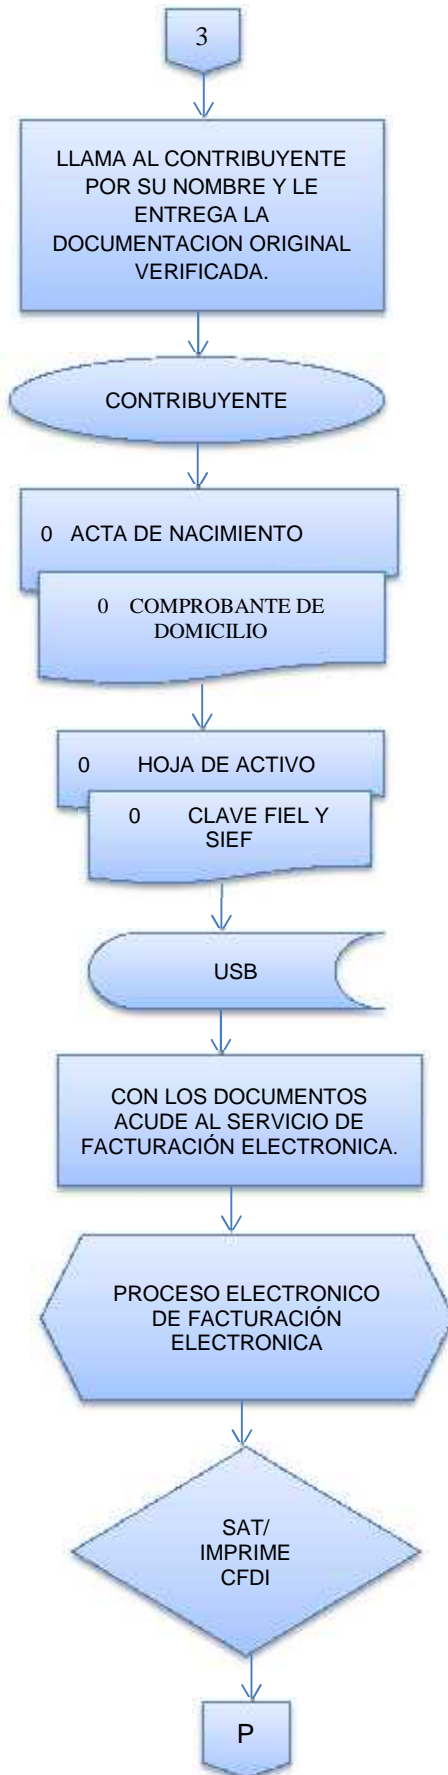 3
LLAMA AL CONTRIBUYENTE
POR SU NOMBRE Y LE
ENTREGA LA
DOCUMENTACION ORIGINAL
VERIFICADA.
CONTRIBUYENTE
0 ACTA DE NACIMIENTO
0 COMPROBANTE DE
DOMICILIO
0 HOJA DE ACTIVO
0 CLAVE FIEL Y
SIEF
USB
CON LOS DOCUMENTOS
ACUDE AL SERVICIO DE
FACTURACIÓN ELECTRONICA.
PROCESO ELECTRONICO
DE FACTURACIÓN
ELECTRONICA
SAT/
IMPRIME
CFDI
P